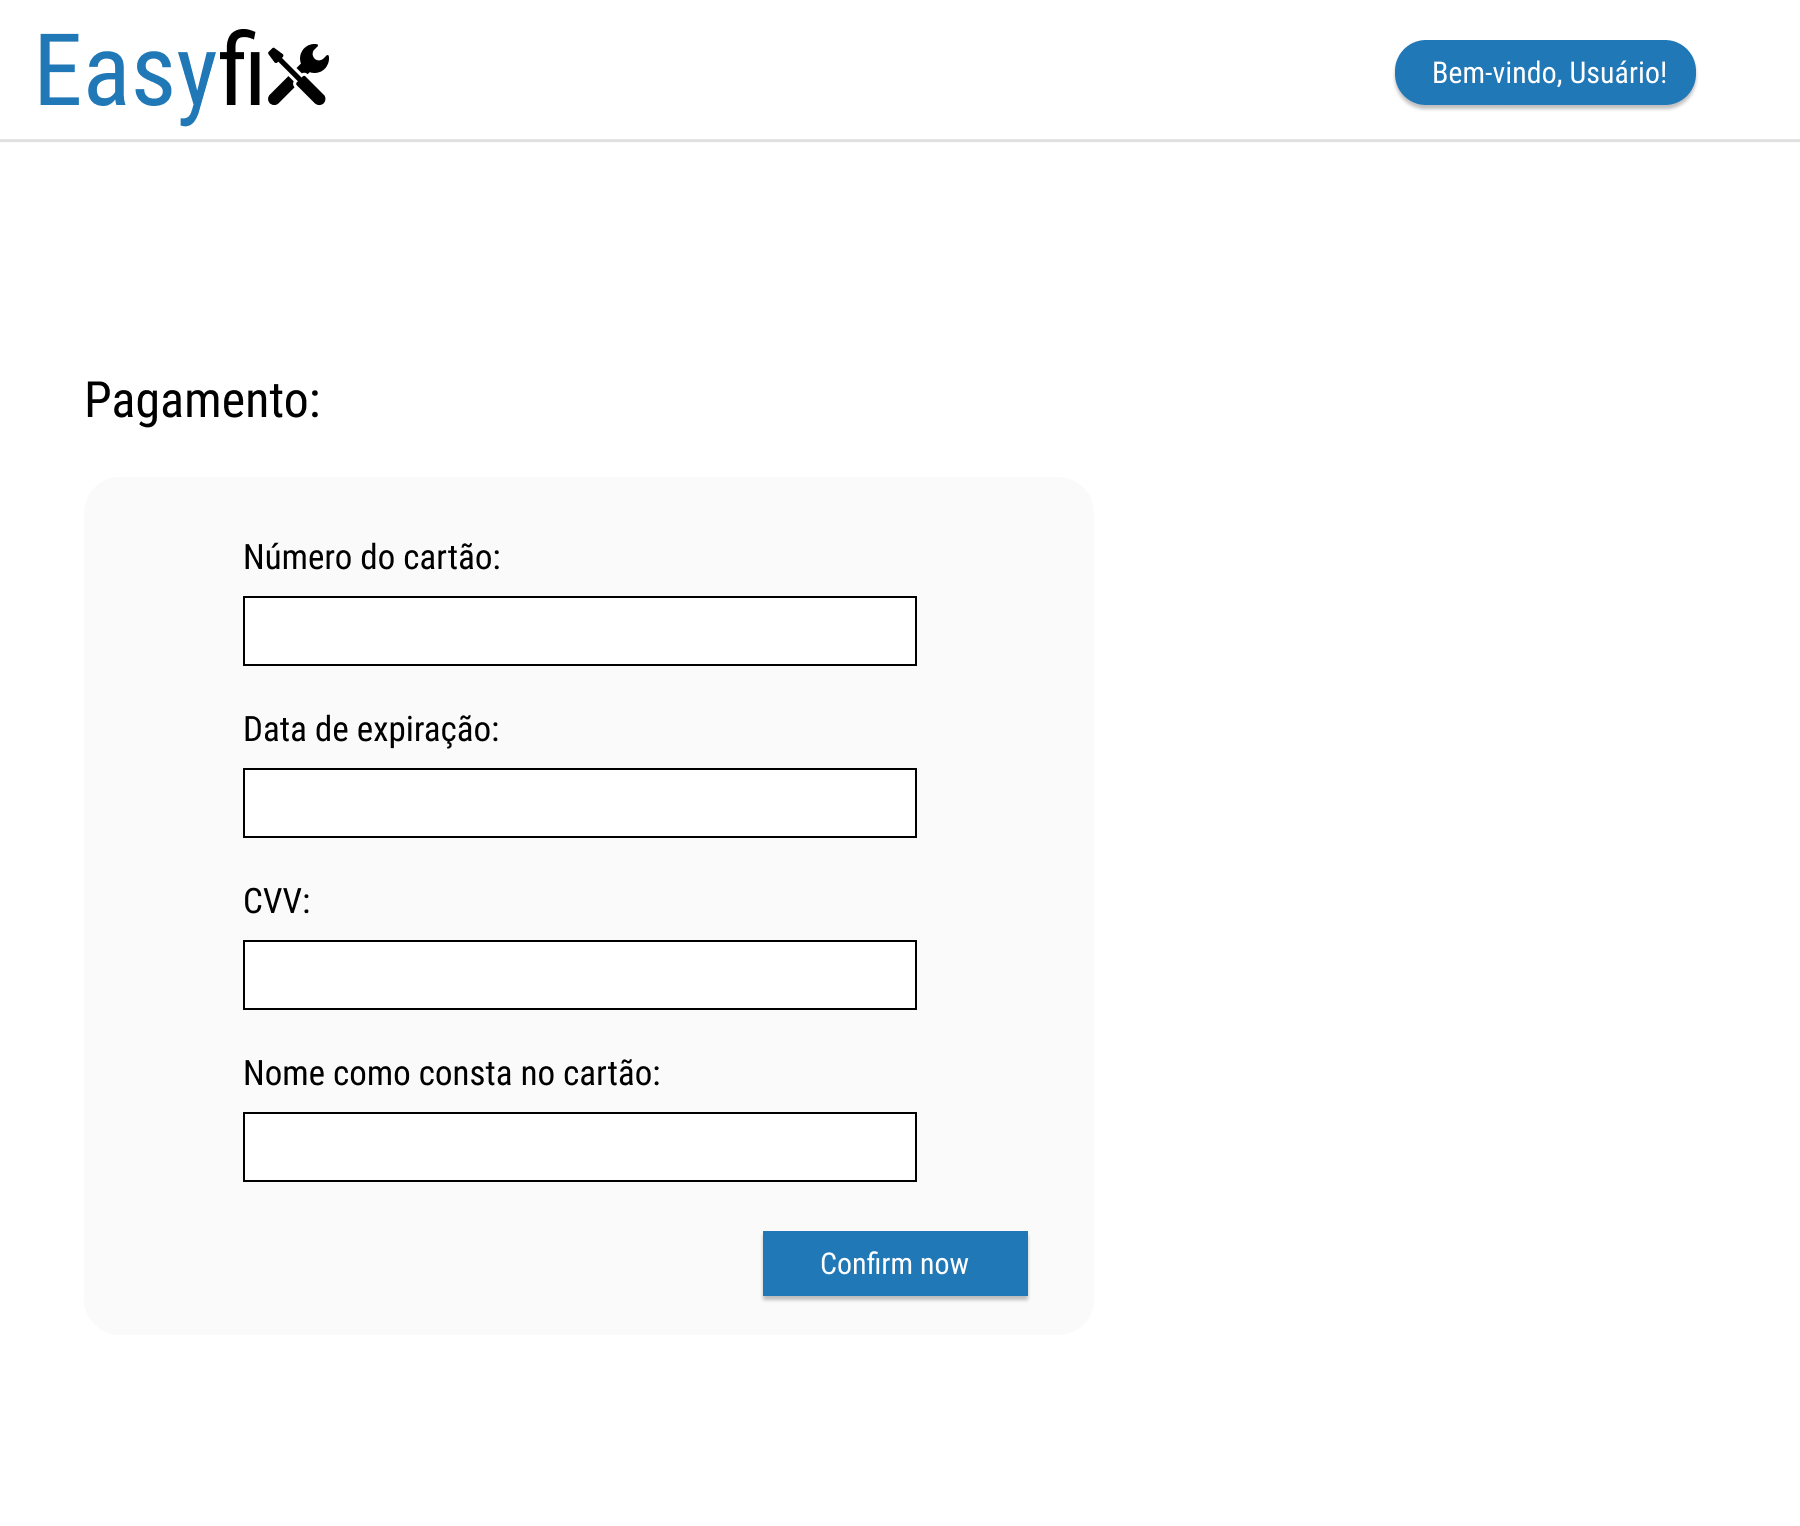 Easyfix
Bem-vindo, Usuário!
Pagamento:
Número do cartão:
Data de expiração:
CVV:
Nome como consta no cartão:
Confirm now